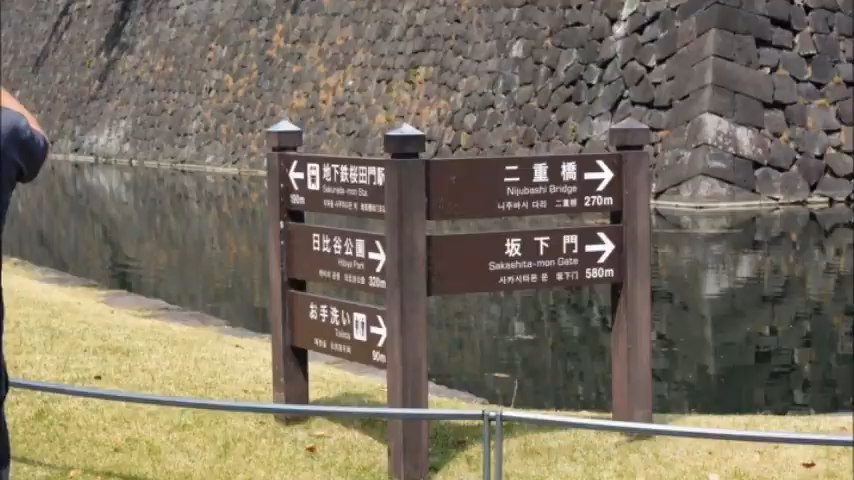 地下鉄桜田門駅
Sakurada-mon Sta.
180m
日比谷公園
Hibiya Park
320m
お手洗い
Toilets
90m
二重橋
Nijubashi Bridge
니주바시 다리 二重桥
270m
坂下門
Sakashita-mon Gate
사카시타몬 문 坂下门
580m